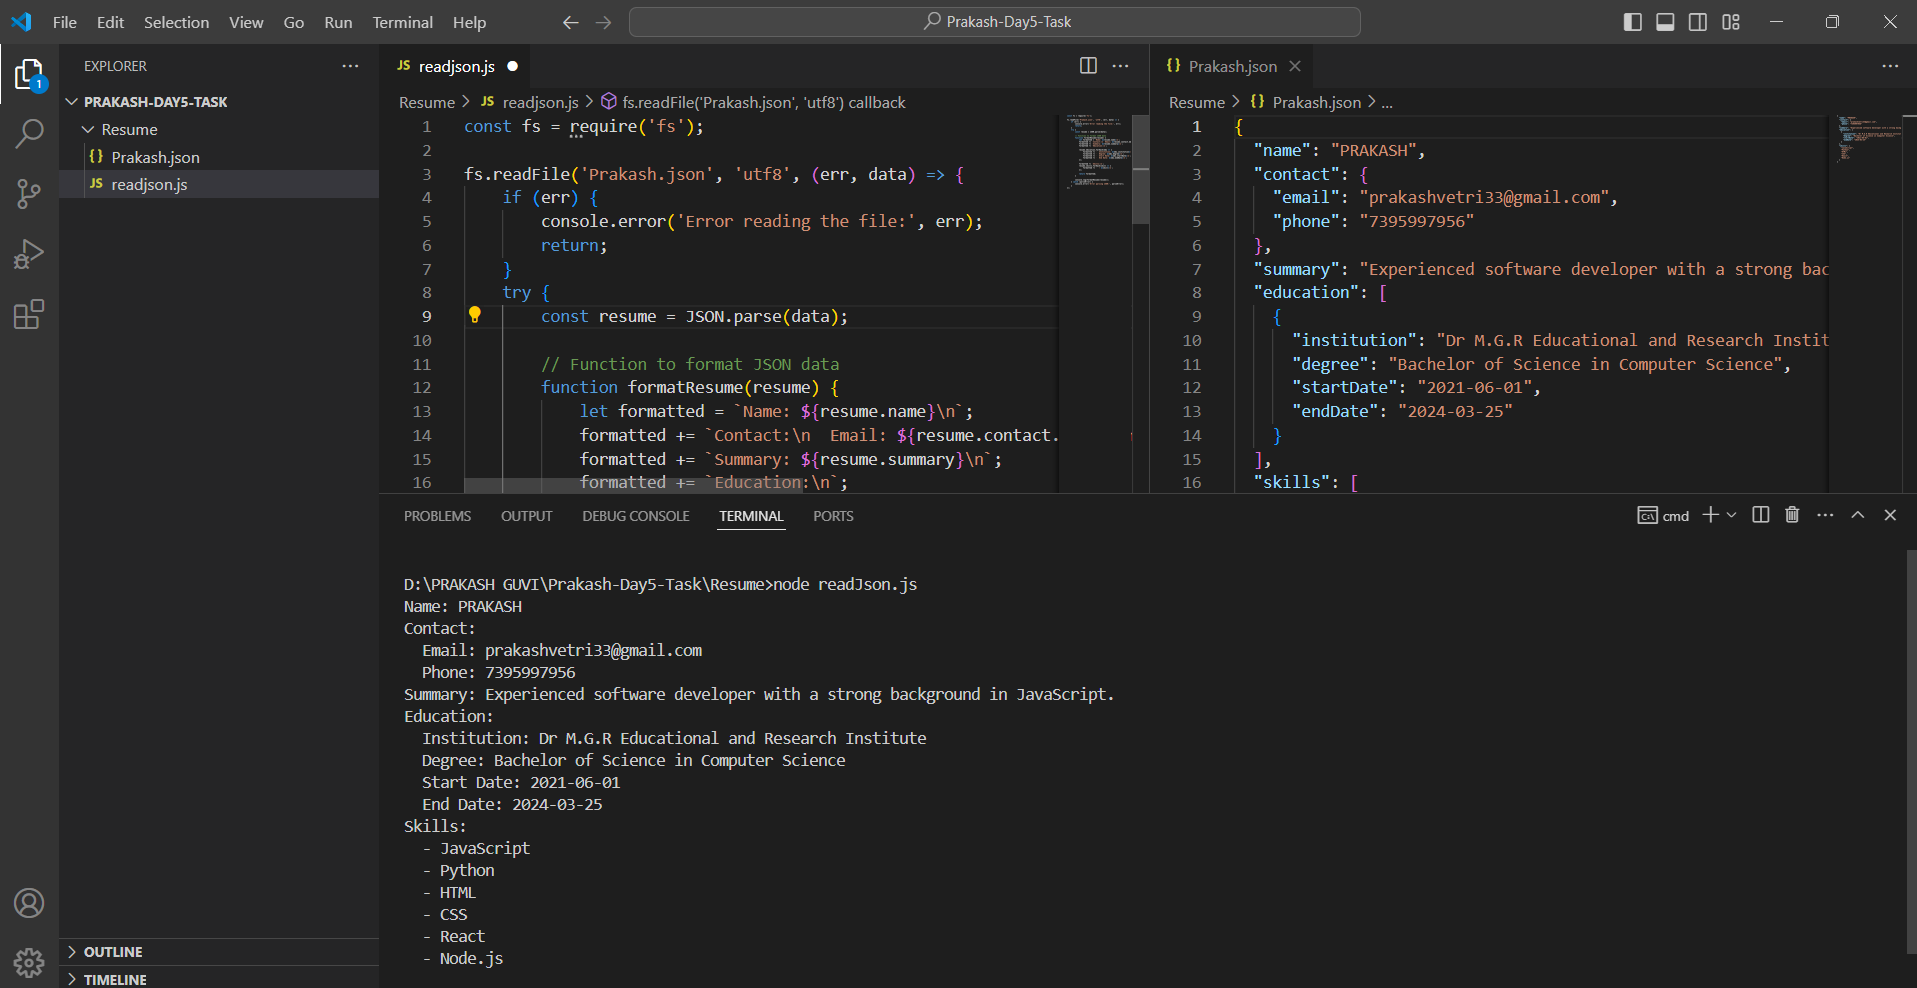 File Edit Selection View Go Run Terminal Help
Prakash-Day5-Task
1
EXPLORER
PRAKASH-DAY5-TASK
Resume
{} Prakash.json
JS readjson.js
OUTLINE
TIMELINE
JS readjson.js
Resume > JS readjson.js > fs.readFile('Prakash.json', 'utf8') callback
1 const fs = require('fs');
2
3 fs.readFile('Prakash.json', 'utf8', (err, data) => {
4 if (err) {
5 console.error('Error reading the file:', err);
6 return;
7 }
8 try {
9 const resume = JSON.parse(data);
10
11 // Function to format JSON data
12 function formatResume(resume) {
13 let formatted = `Name: ${resume.name}\n`;
14 formatted += `Contact:\n  Email: ${resume.contact.
15 formatted += `Summary: ${resume.summary}\n`;
16 formatted += `Education:\n`;
{} Prakash.json
Resume > {} Prakash.json > ...
1 {
2 "name": "PRAKASH",
3 "contact": {
4 "email": "prakashvetri33@gmail.com",
5 "phone": "7395997956"
6 },
7 "summary": "Experienced software developer with a strong bac
8 "education": [
9 {
10 "institution": "Dr M.G.R Educational and Research Instit
11 "degree": "Bachelor of Science in Computer Science",
12 "startDate": "2021-06-01",
13 "endDate": "2024-03-25"
14 }
15 ],
16 "skills": [
PROBLEMS OUTPUT DEBUG CONSOLE TERMINAL PORTS
cmd
D:\PRAKASH GUVI\Prakash-Day5-Task\Resume>node readJson.js
Name: PRAKASH
Contact:
  Email: prakashvetri33@gmail.com
  Phone: 7395997956
Summary: Experienced software developer with a strong background in JavaScript.
Education:
  Institution: Dr M.G.R Educational and Research Institute
  Degree: Bachelor of Science in Computer Science
  Start Date: 2021-06-01
  End Date: 2024-03-25
Skills:
  - JavaScript
  - Python
  - HTML
  - CSS
  - React
  - Node.js